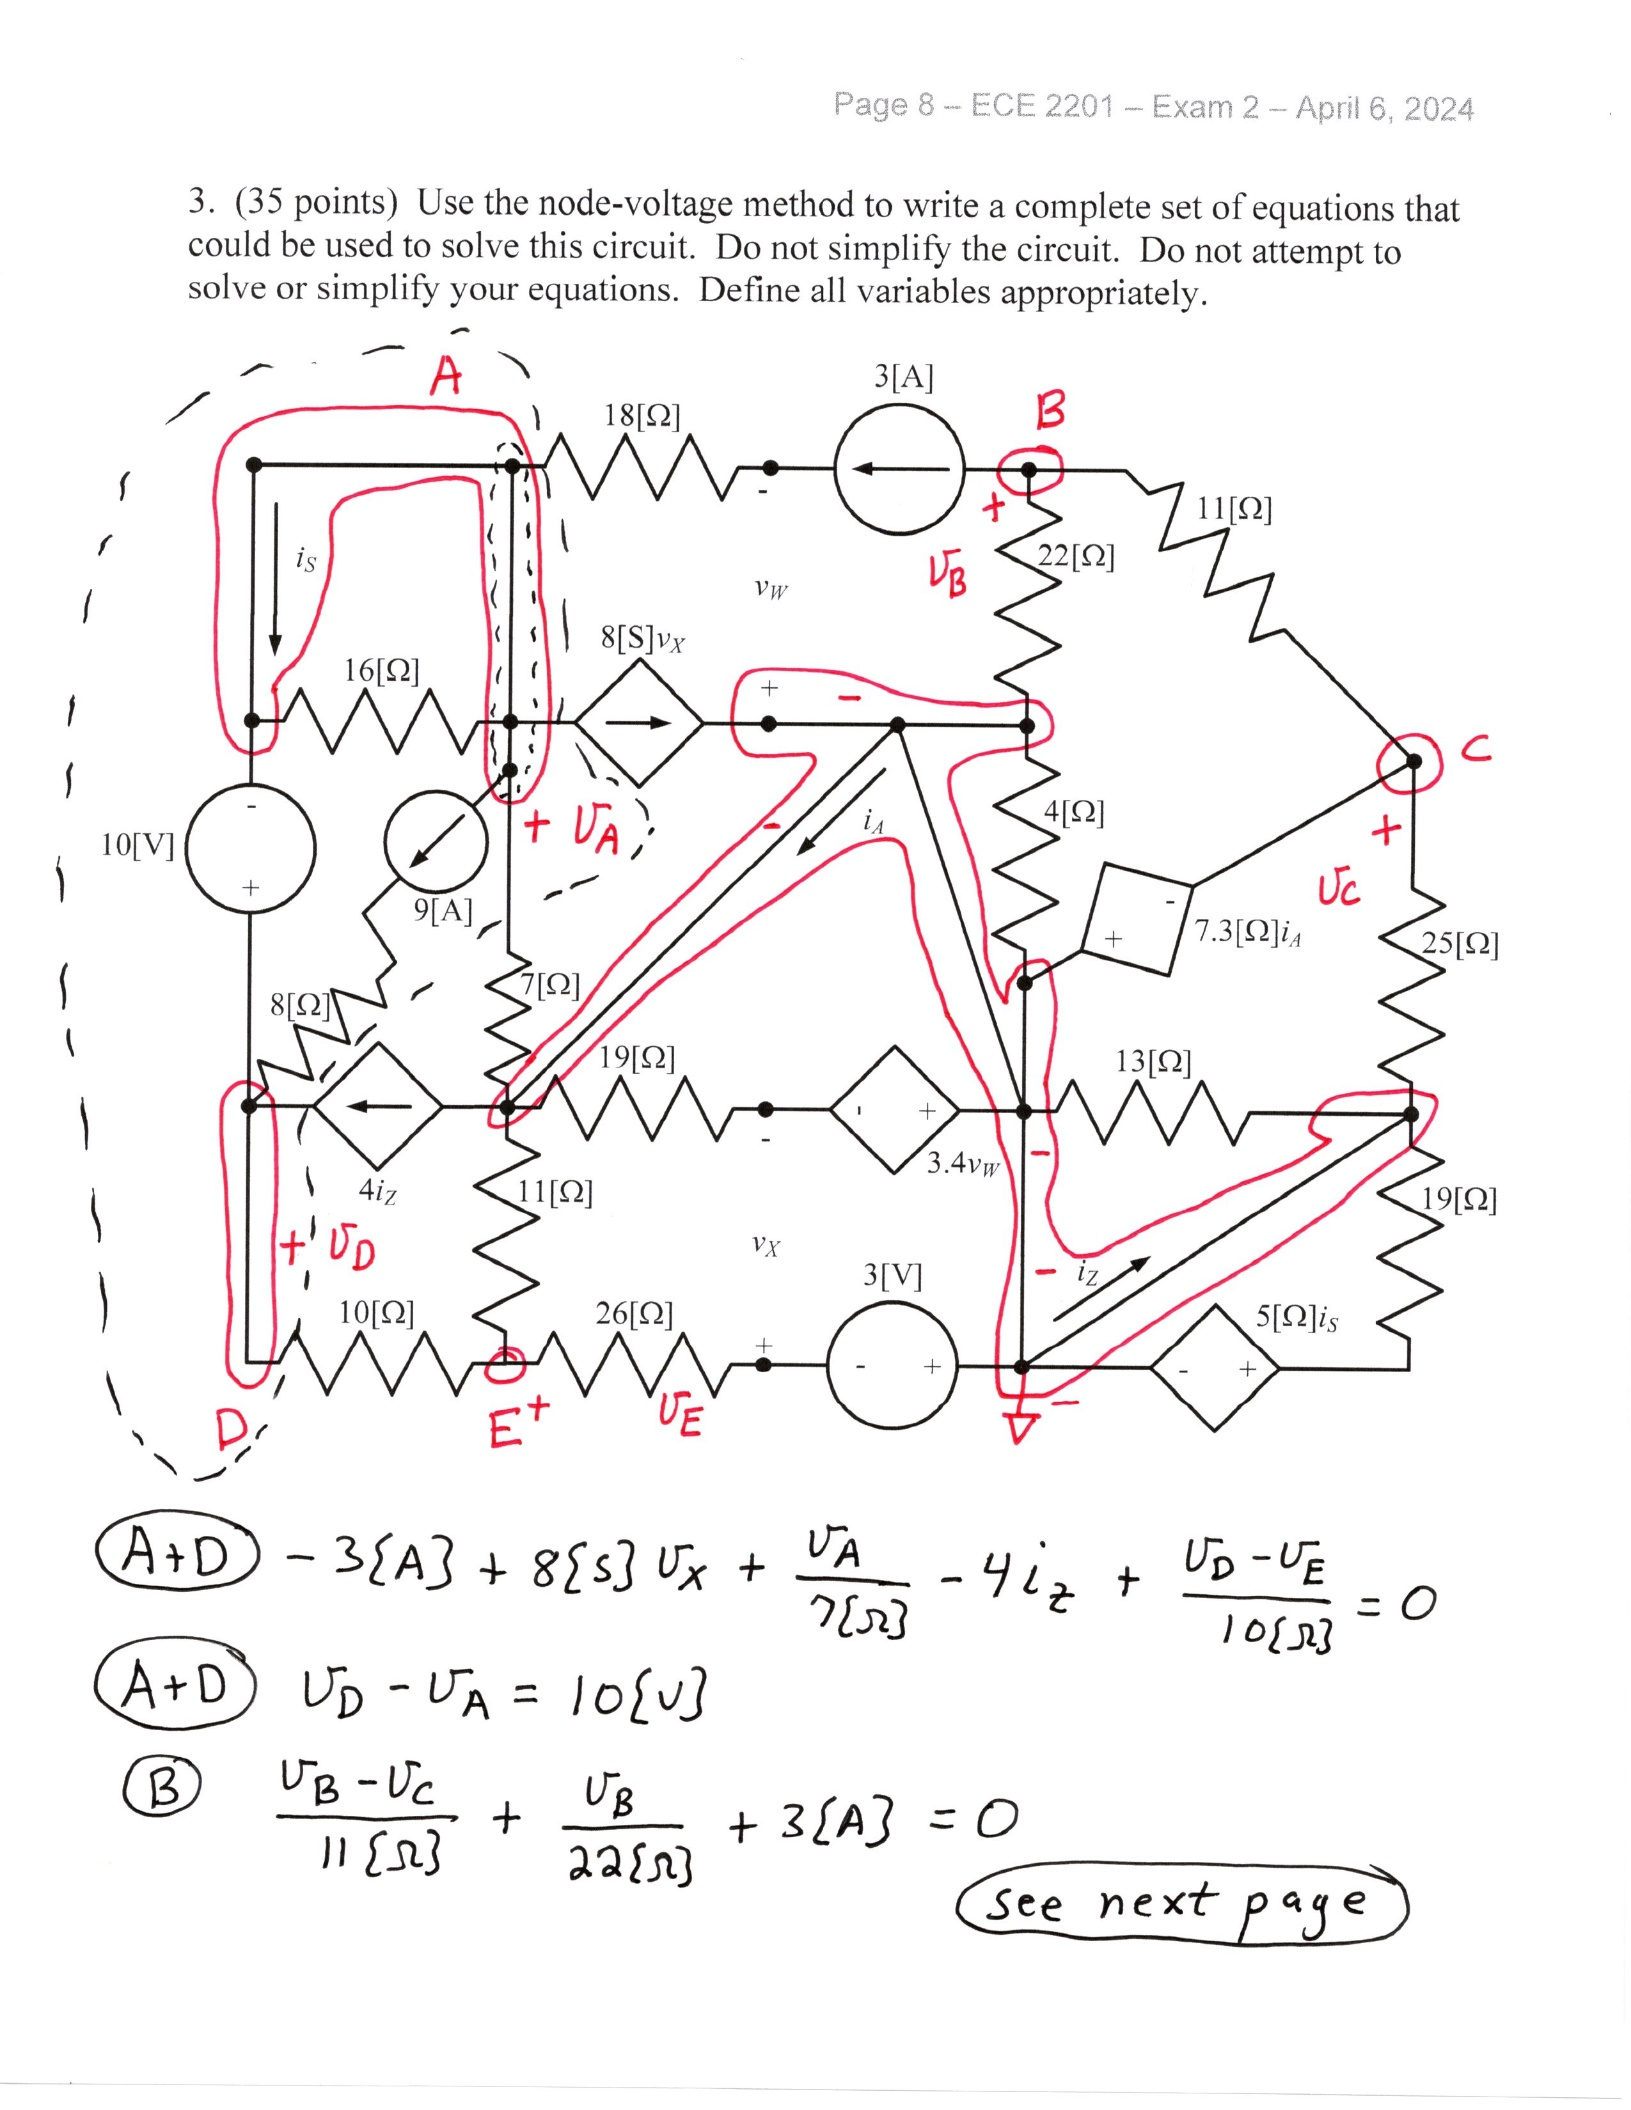 Page 8 – ECE 2201 – Exam 2 – April 6, 2024
3. (35 points) Use the node-voltage method to write a complete set of equations that
could be used to solve this circuit. Do not simplify the circuit. Do not attempt to
solve or simplify your equations. Define all variables appropriately.
A
3[A]
B
18[Ω]
-
+
11[Ω]
iS
vB
22[Ω]
vW
8[S]vX
16[Ω]
+
-
C
-
10[V]
+ vA
-
iA
4[Ω]
+
+
9[A]
vC
-
+
7.3[Ω]iA
25[Ω]
7[Ω]
8[Ω]
19[Ω]
13[Ω]
-
+
-
3.4vW
-
4iZ
11[Ω]
19[Ω]
+ vD
vX
-
iZ
3[V]
10[Ω]
26[Ω]
5[Ω]iS
+
-
+
-
+
D
E +
vE
-
A+D - 3{A} + 8{S} vX + vA / 7{Ω} - 4iZ + (vD - vE) / 10{Ω} = 0
A+D vD - vA = 10{V}
B (vB - vC) / 11{Ω} + vB / 22{Ω} + 3{A} = 0
see next page